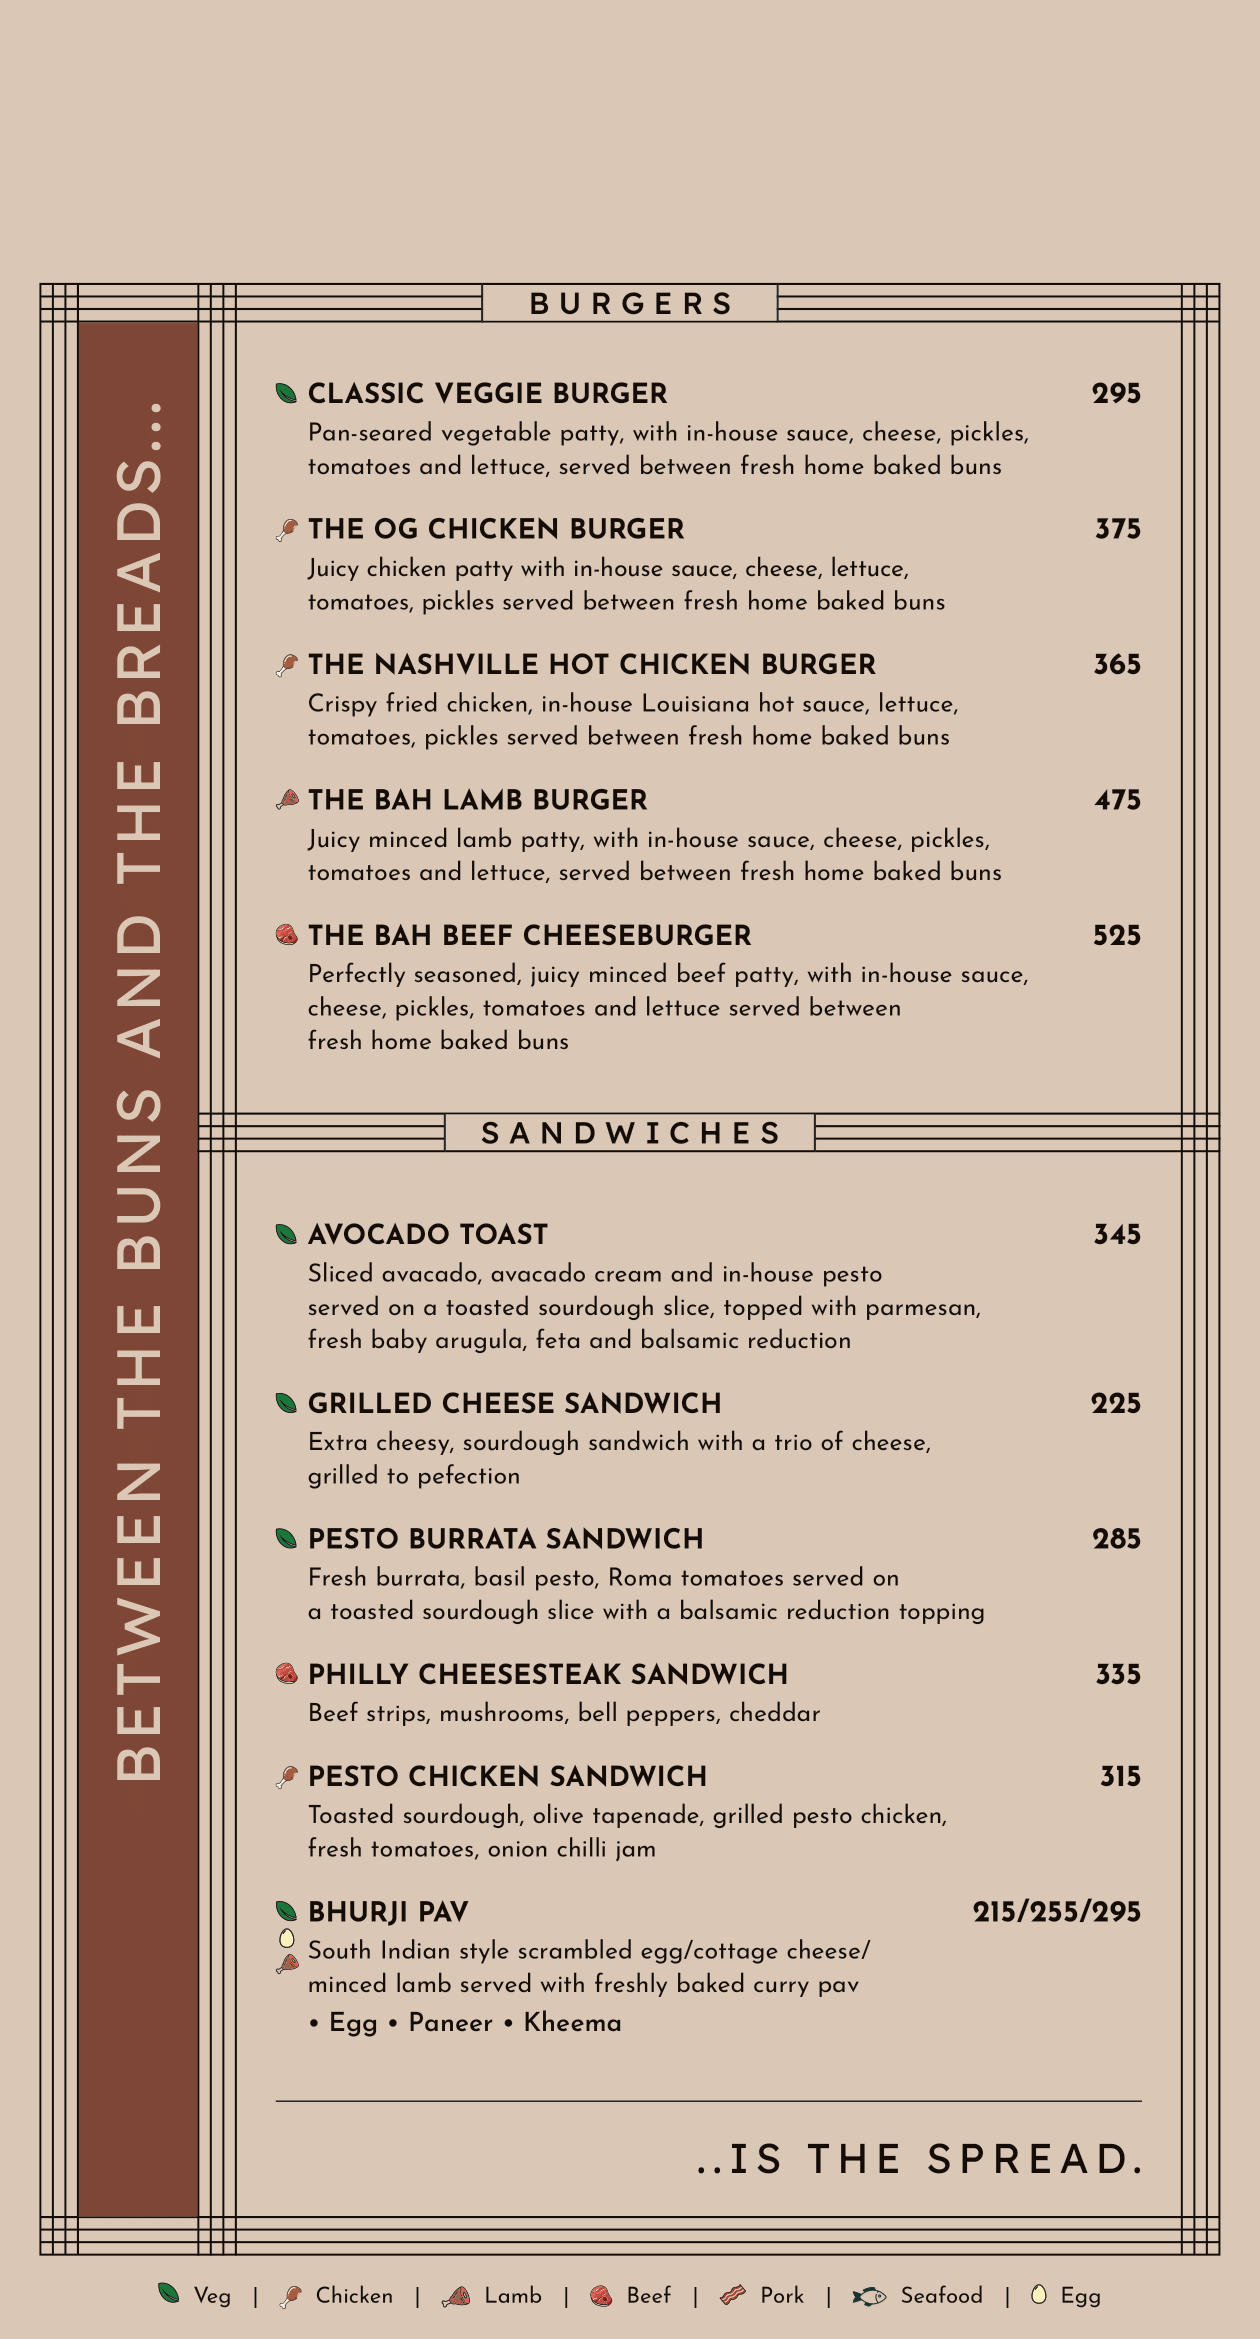 BURGERS
BETWEEN THE BUNS AND THE BREADS...
CLASSIC VEGGIE BURGER 295
Pan-seared vegetable patty, with in-house sauce, cheese, pickles,
tomatoes and lettuce, served between fresh home baked buns
THE OG CHICKEN BURGER 375
Juicy chicken patty with in-house sauce, cheese, lettuce,
tomatoes, pickles served between fresh home baked buns
THE NASHVILLE HOT CHICKEN BURGER 365
Crispy fried chicken, in-house Louisiana hot sauce, lettuce,
tomatoes, pickles served between fresh home baked buns
THE BAH LAMB BURGER 475
Juicy minced lamb patty, with in-house sauce, cheese, pickles,
tomatoes and lettuce, served between fresh home baked buns
THE BAH BEEF CHEESEBURGER 525
Perfectly seasoned, juicy minced beef patty, with in-house sauce,
cheese, pickles, tomatoes and lettuce served between
fresh home baked buns
SANDWICHES
AVOCADO TOAST 345
Sliced avacado, avacado cream and in-house pesto
served on a toasted sourdough slice, topped with parmesan,
fresh baby arugula, feta and balsamic reduction
GRILLED CHEESE SANDWICH 225
Extra cheesy, sourdough sandwich with a trio of cheese,
grilled to pefection
PESTO BURRATA SANDWICH 285
Fresh burrata, basil pesto, Roma tomatoes served on
a toasted sourdough slice with a balsamic reduction topping
PHILLY CHEESESTEAK SANDWICH 335
Beef strips, mushrooms, bell peppers, cheddar
PESTO CHICKEN SANDWICH 315
Toasted sourdough, olive tapenade, grilled pesto chicken,
fresh tomatoes, onion chilli jam
BHURJI PAV 215/255/295
South Indian style scrambled egg/cottage cheese/
minced lamb served with freshly baked curry pav
• Egg • Paneer • Kheema
..IS THE SPREAD.
Veg | Chicken | Lamb | Beef | Pork | Seafood | Egg